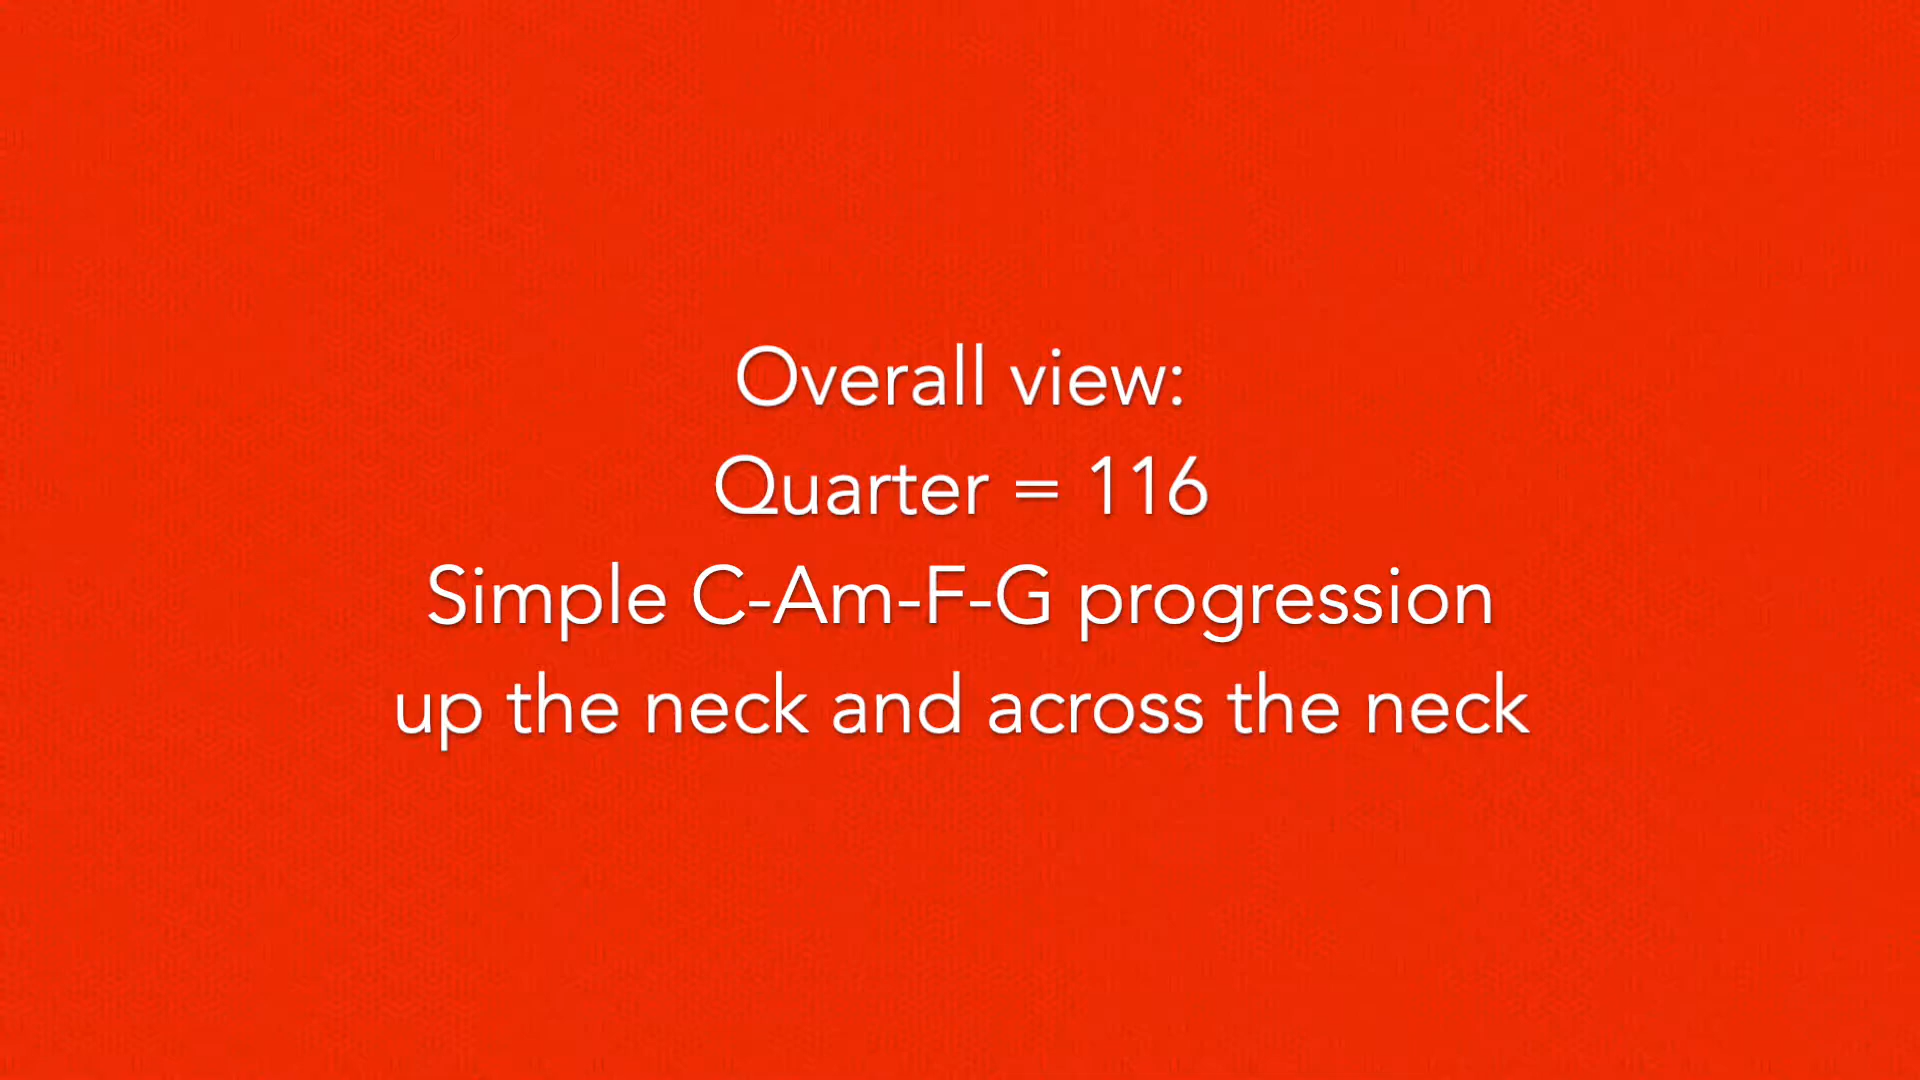 Overall view:
Quarter = 116
Simple C-Am-F-G progression
up the neck and across the neck